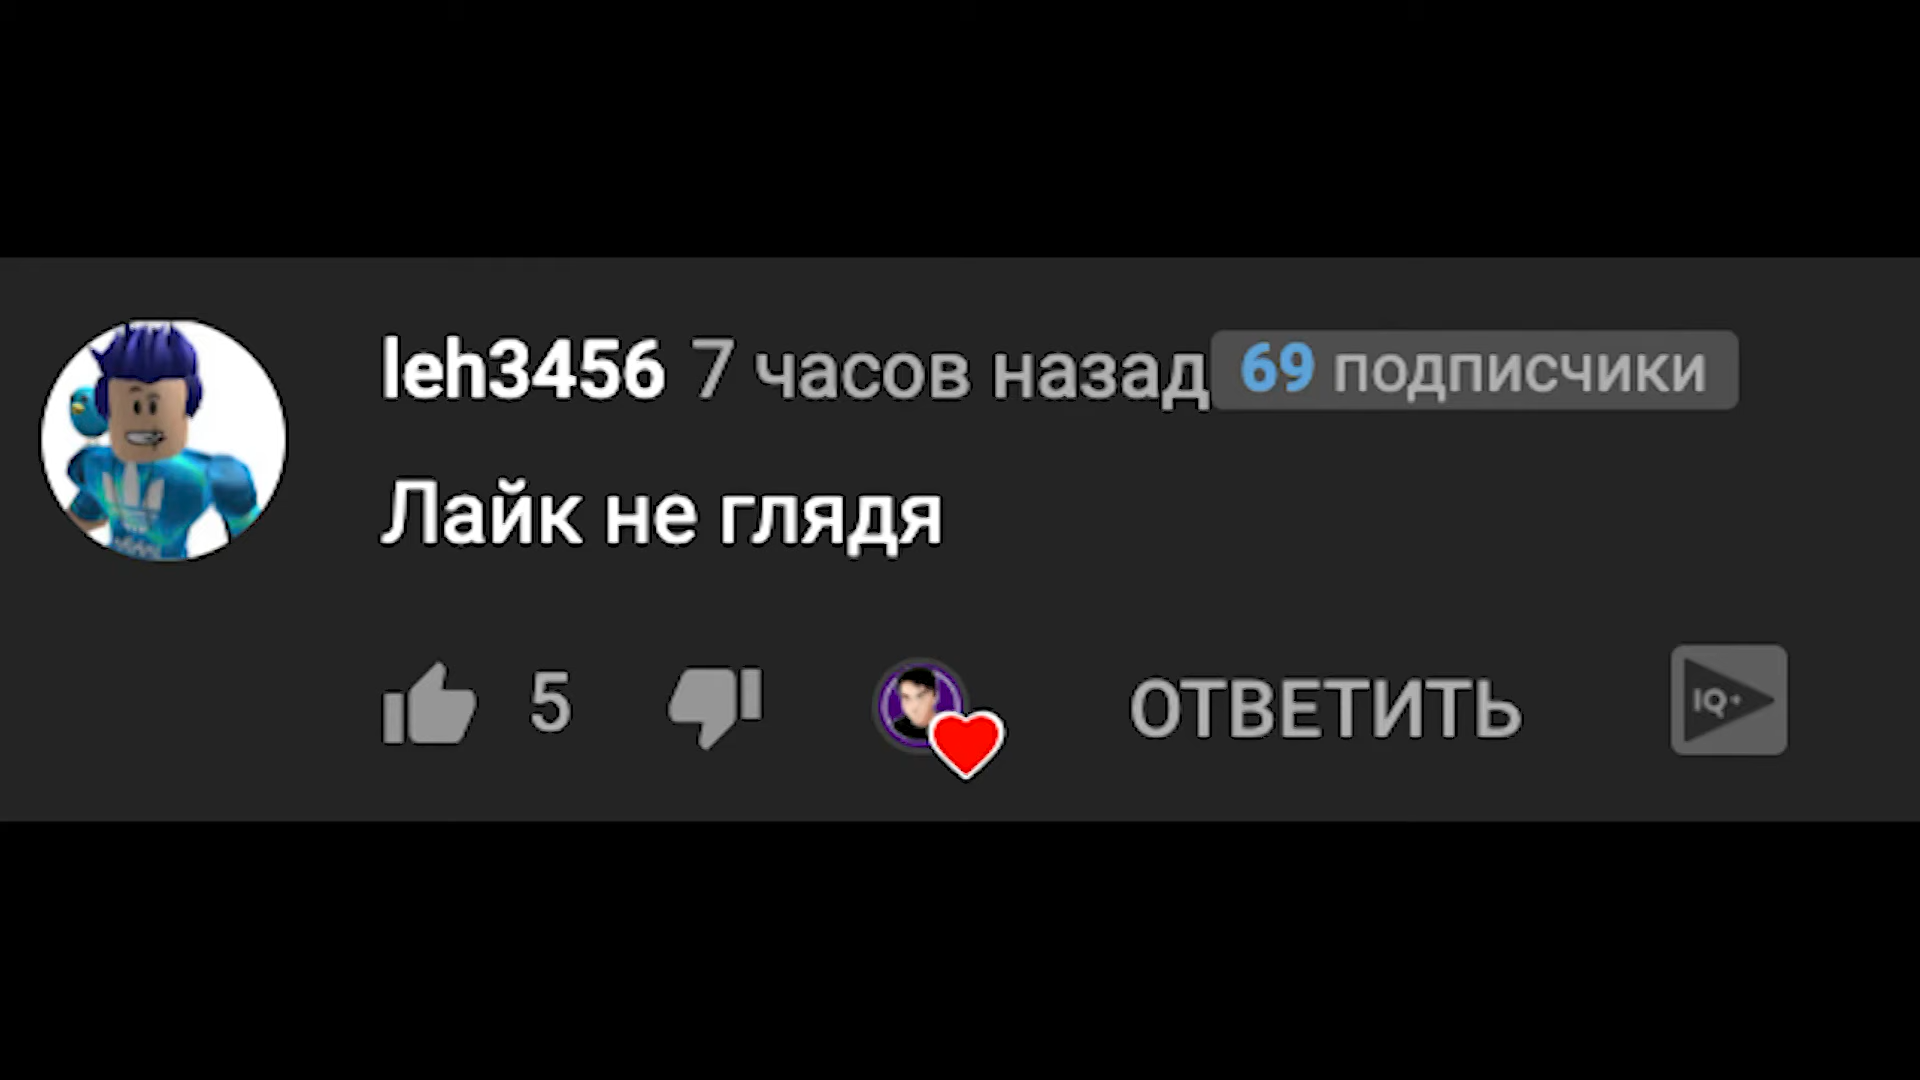 leh3456 7 часов назад 69 подписчики
Лайк не глядя
5 ОТВЕТИТЬ IQ+